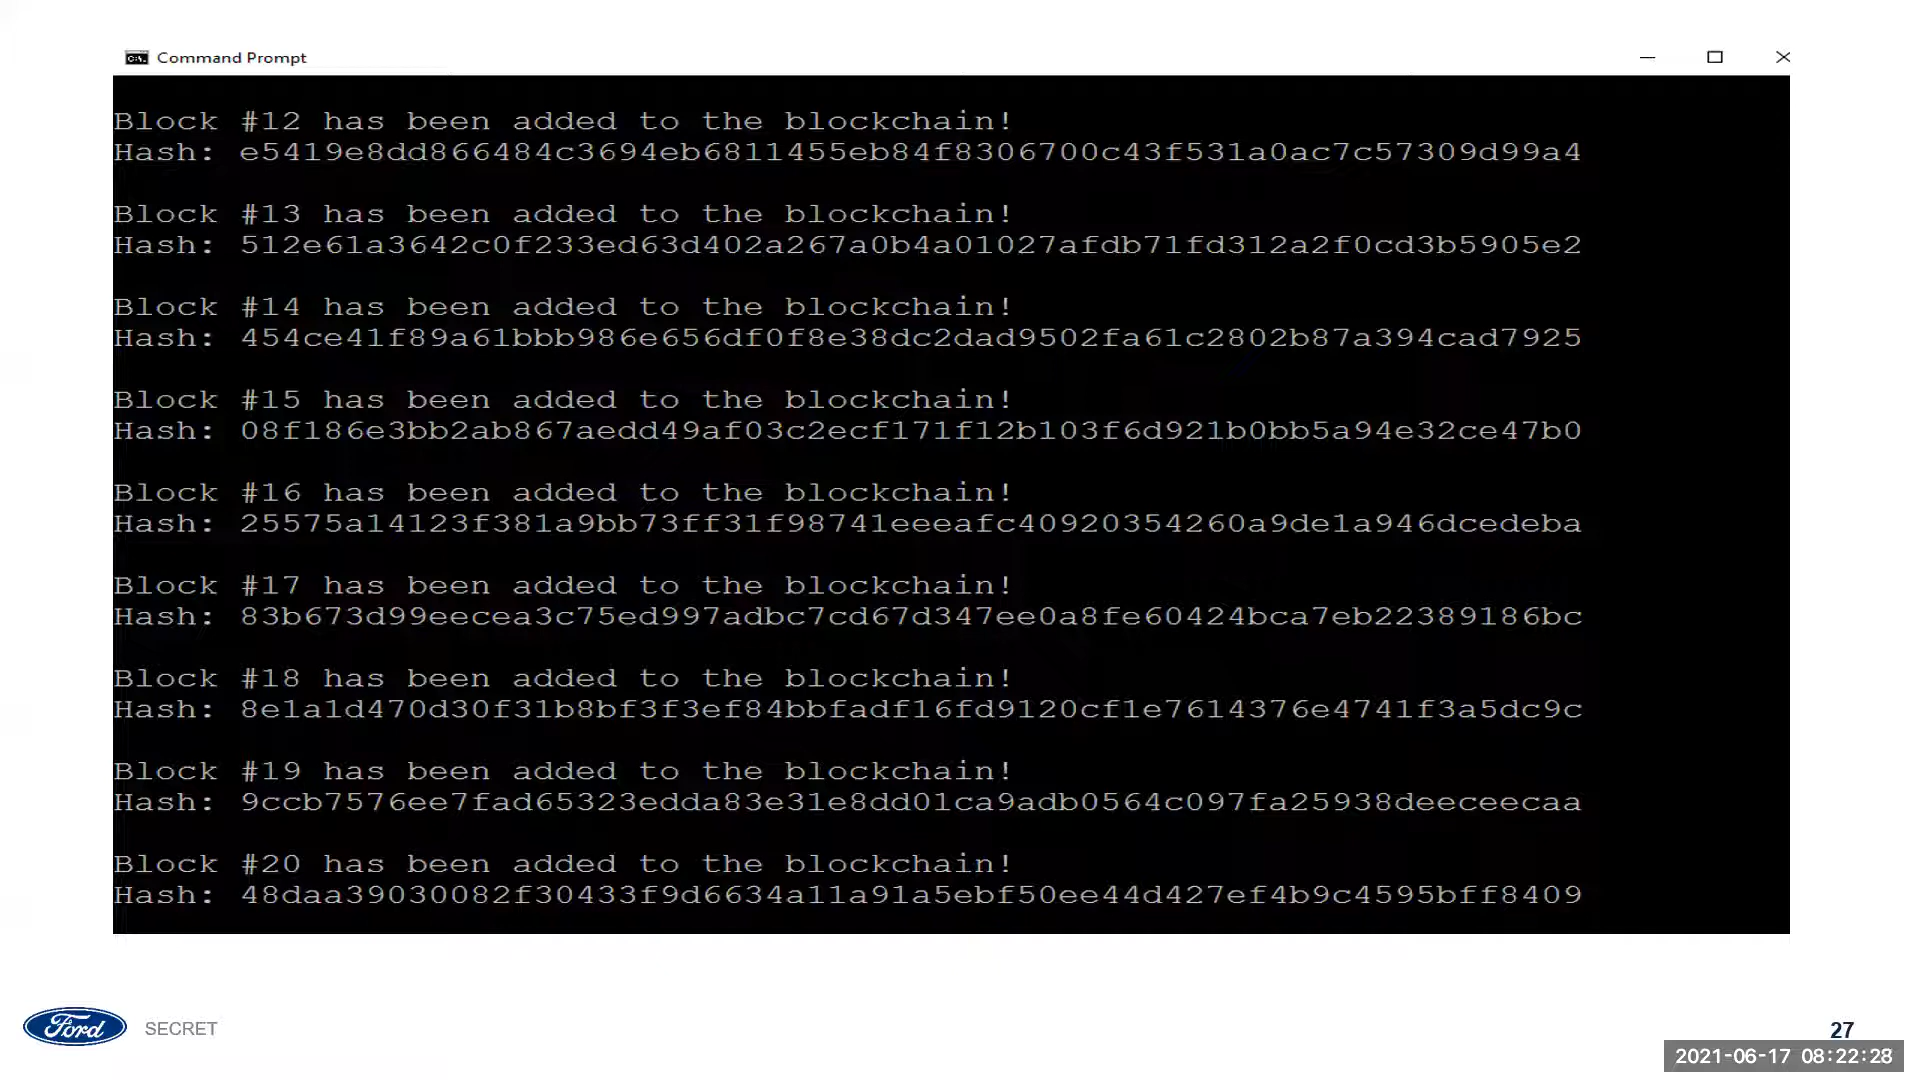 Command Prompt
Block #12 has been added to the blockchain!
Hash: e5419e8dd866484c3694eb6811455eb84f8306700c43f531a0ac7c57309d99a4
Block #13 has been added to the blockchain!
Hash: 512e61a3642c0f233ed63d402a267a0b4a01027afdb71fd312a2f0cd3b5905e2
Block #14 has been added to the blockchain!
Hash: 454ce41f89a61bbb986e656df0f8e38dc2dad9502fa61c2802b87a394cad7925
Block #15 has been added to the blockchain!
Hash: 08f186e3bb2ab867aedd49af03c2ecf171f12b103f6d921b0bb5a94e32ce47b0
Block #16 has been added to the blockchain!
Hash: 25575a14123f381a9bb73ff31f98741eeeafc40920354260a9de1a946dcedeba
Block #17 has been added to the blockchain!
Hash: 83b673d99eecea3c75ed997adbc7cd67d347ee0a8fe60424bca7eb22389186bc
Block #18 has been added to the blockchain!
Hash: 8e1a1d470d30f31b8bf3f3ef84bbfadf16fd9120cf1e7614376e4741f3a5dc9c
Block #19 has been added to the blockchain!
Hash: 9ccb7576ee7fad65323edda83e31e8dd01ca9adb0564c097fa25938deeceecaa
Block #20 has been added to the blockchain!
Hash: 48daa39030082f30433f9d6634a11a91a5ebf50ee44d427ef4b9c4595bff8409
Ford SECRET
27
2021-06-17 08:22:28